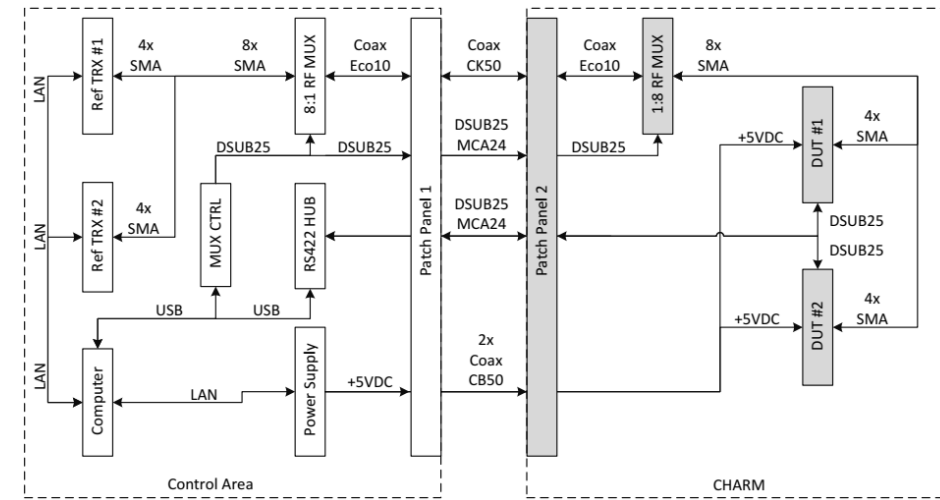 LAN
Ref TRX #1
4x
SMA
8x
SMA
8:1 RF MUX
Coax
Eco10
Coax
CK50
Coax
Eco10
1:8 RF MUX
8x
SMA
DSUB25
DSUB25
Patch Panel 1
DSUB25
MCA24
Patch Panel 2
DSUB25
+5VDC
DUT #1
4x
SMA
LAN
Ref TRX #2
4x
SMA
MUX CTRL
RS422 HUB
DSUB25
MCA24
DSUB25
DSUB25
USB
USB
+5VDC
DUT #2
4x
SMA
LAN
Computer
LAN
Power Supply
+5VDC
2x
Coax
CB50
Control Area
CHARM